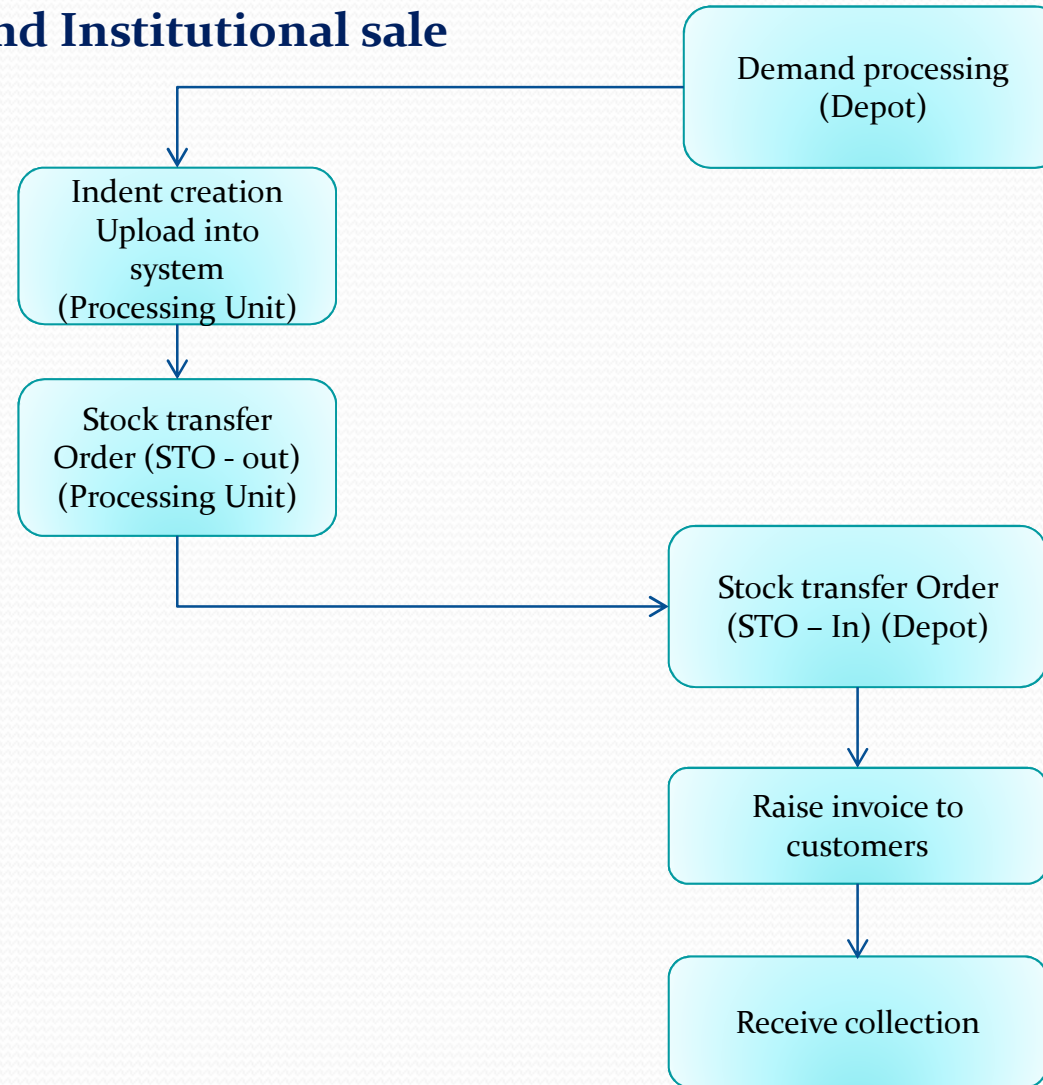 nd Institutional sale
Demand processing
(Depot)
Indent creation
Upload into
system
(Processing Unit)
Stock transfer
Order (STO - out)
(Processing Unit)
Stock transfer Order
(STO – In) (Depot)
Raise invoice to
customers
Receive collection